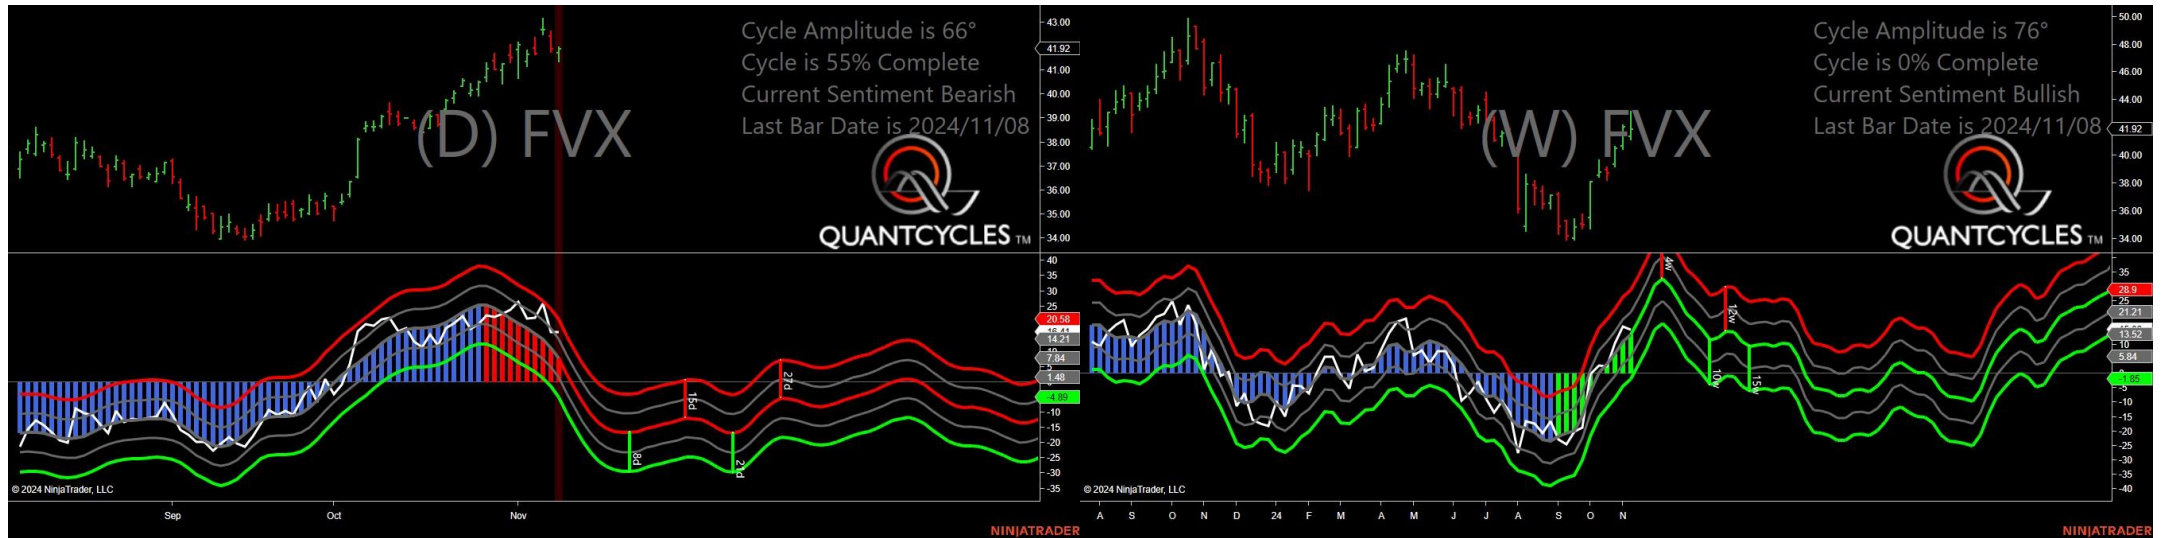 Cycle Amplitude is 66°
Cycle is 55% Complete
Current Sentiment Bearish
Last Bar Date is 2024/11/08
(D) FVX
QUANTCYCLES TM
43.00
41.92
41.00
40.00
39.00
38.00
37.00
36.00
35.00
34.00
40
35
30
25
20.58
14.21
10
7.84
5
1.48
-4.89
-10
-15
-20
-25
-30
-35
8d
15d
21d
27d
© 2024 NinjaTrader, LLC
Sep Oct Nov
NINJATRADER
Cycle Amplitude is 76°
Cycle is 0% Complete
Current Sentiment Bullish
Last Bar Date is 2024/11/08
(W) FVX
QUANTCYCLES TM
50.00
48.00
46.00
44.00
41.92
40.00
38.00
36.00
34.00
35
28.9
21.21
13.52
10
5.84
-1.85
-5
-10
-15
-20
-25
-30
-35
-40
4w
12w
10w
15w
© 2024 NinjaTrader, LLC
A S O N D 24 F M A M J J A S O N
NINJATRADER